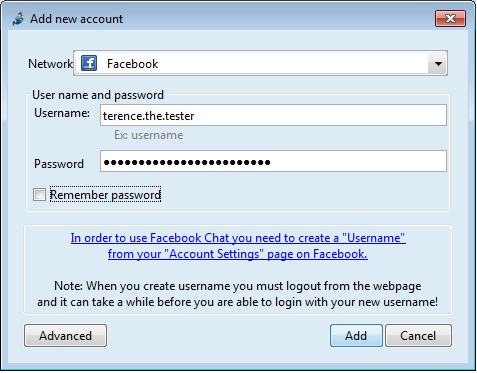 Add new account
Network
Facebook
User name and password
Username:
terence.the.tester
Ex: username
Password
●●●●●●●●●●●●●●●●●●●●●●●●
Remember password
In order to use Facebook Chat you need to create a "Username"
from your "Account Settings" page on Facebook.
Note: When you create username you must logout from the webpage
and it can take a while before you are able to login with your new username!
Advanced
Add
Cancel